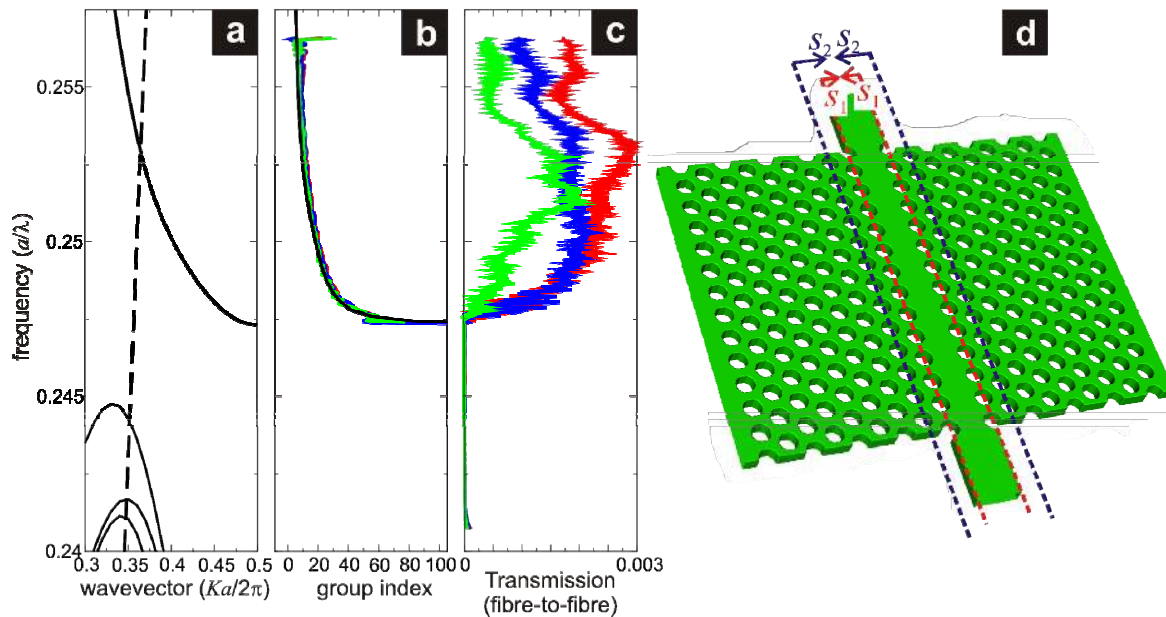 a
b
c
d
frequency (a/λ)
0.255
0.25
0.245
0.24
0.3 0.35 0.4 0.45 0.5
wavevector (Ka/2π)
0 20 40 60 80 100
group index
0 0.003
Transmission
(fibre-to-fibre)
S2 S2
S1 S1